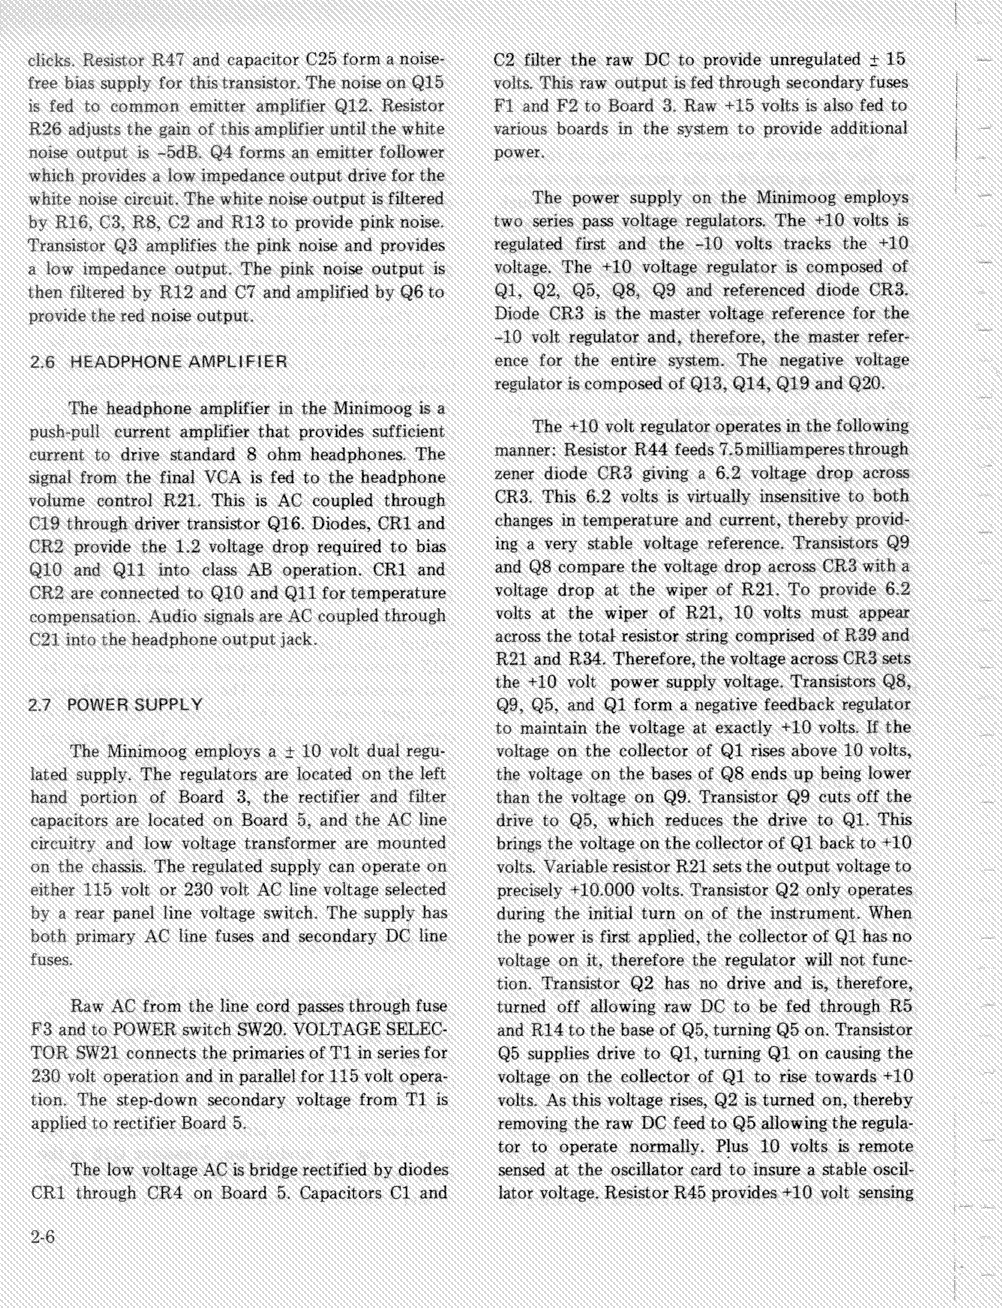 clicks. Resistor R47 and capacitor C25 form a noise-
free bias supply for this transistor. The noise on Q15
is fed to common emitter amplifier Q12. Resistor
R26 adjusts the gain of this amplifier until the white
noise output is -5dB. Q4 forms an emitter follower
which provides a low impedance output drive for the
white noise circuit. The white noise output is filtered
by R16, C3, R8, C2 and R13 to provide pink noise.
Transistor Q3 amplifies the pink noise and provides
a low impedance output. The pink noise output is
then filtered by R12 and C7 and amplified by Q6 to
provide the red noise output.
2.6 HEADPHONE AMPLIFIER
The headphone amplifier in the Minimoog is a
push-pull current amplifier that provides sufficient
current to drive standard 8 ohm headphones. The
signal from the final VCA is fed to the headphone
volume control R21. This is AC coupled through
C19 through driver transistor Q16. Diodes, CR1 and
CR2 provide the 1.2 voltage drop required to bias
Q10 and Q11 into class AB operation. CR1 and
CR2 are connected to Q10 and Q11 for temperature
compensation. Audio signals are AC coupled through
C21 into the headphone output jack.
2.7 POWER SUPPLY
The Minimoog employs a ± 10 volt dual regu-
lated supply. The regulators are located on the left
hand portion of Board 3, the rectifier and filter
capacitors are located on Board 5, and the AC line
circuitry and low voltage transformer are mounted
on the chassis. The regulated supply can operate on
either 115 volt or 230 volt AC line voltage selected
by a rear panel line voltage switch. The supply has
both primary AC line fuses and secondary DC line
fuses.
Raw AC from the line cord passes through fuse
F3 and to POWER switch SW20. VOLTAGE SELEC-
TOR SW21 connects the primaries of T1 in series for
230 volt operation and in parallel for 115 volt opera-
tion. The step-down secondary voltage from T1 is
applied to rectifier Board 5.
The low voltage AC is bridge rectified by diodes
CR1 through CR4 on Board 5. Capacitors C1 and
C2 filter the raw DC to provide unregulated ± 15
volts. This raw output is fed through secondary fuses
F1 and F2 to Board 3. Raw +15 volts is also fed to
various boards in the system to provide additional
power.
The power supply on the Minimoog employs
two series pass voltage regulators. The +10 volts is
regulated first and the -10 volts tracks the +10
voltage. The +10 voltage regulator is composed of
Q1, Q2, Q5, Q8, Q9 and referenced diode CR3.
Diode CR3 is the master voltage reference for the
-10 volt regulator and, therefore, the master refer-
ence for the entire system. The negative voltage
regulator is composed of Q13, Q14, Q19 and Q20.
The +10 volt regulator operates in the following
manner: Resistor R44 feeds 7.5 milliamperes through
zener diode CR3 giving a 6.2 voltage drop across
CR3. This 6.2 volts is virtually insensitive to both
changes in temperature and current, thereby provid-
ing a very stable voltage reference. Transistors Q9
and Q8 compare the voltage drop across CR3 with a
voltage drop at the wiper of R21. To provide 6.2
volts at the wiper of R21, 10 volts must appear
across the total resistor string comprised of R39 and
R21 and R34. Therefore, the voltage across CR3 sets
the +10 volt power supply voltage. Transistors Q8,
Q9, Q5, and Q1 form a negative feedback regulator
to maintain the voltage at exactly +10 volts. If the
voltage on the collector of Q1 rises above 10 volts,
the voltage on the bases of Q8 ends up being lower
than the voltage on Q9. Transistor Q9 cuts off the
drive to Q5, which reduces the drive to Q1. This
brings the voltage on the collector of Q1 back to +10
volts. Variable resistor R21 sets the output voltage to
precisely +10.000 volts. Transistor Q2 only operates
during the initial turn on of the instrument. When
the power is first applied, the collector of Q1 has no
voltage on it, therefore the regulator will not func-
tion. Transistor Q2 has no drive and is, therefore,
turned off allowing raw DC to be fed through R5
and R14 to the base of Q5, turning Q5 on. Transistor
Q5 supplies drive to Q1, turning Q1 on causing the
voltage on the collector of Q1 to rise towards +10
volts. As this voltage rises, Q2 is turned on, thereby
removing the raw DC feed to Q5 allowing the regula-
tor to operate normally. Plus 10 volts is remote
sensed at the oscillator card to insure a stable oscil-
lator voltage. Resistor R45 provides +10 volt sensing
2-6